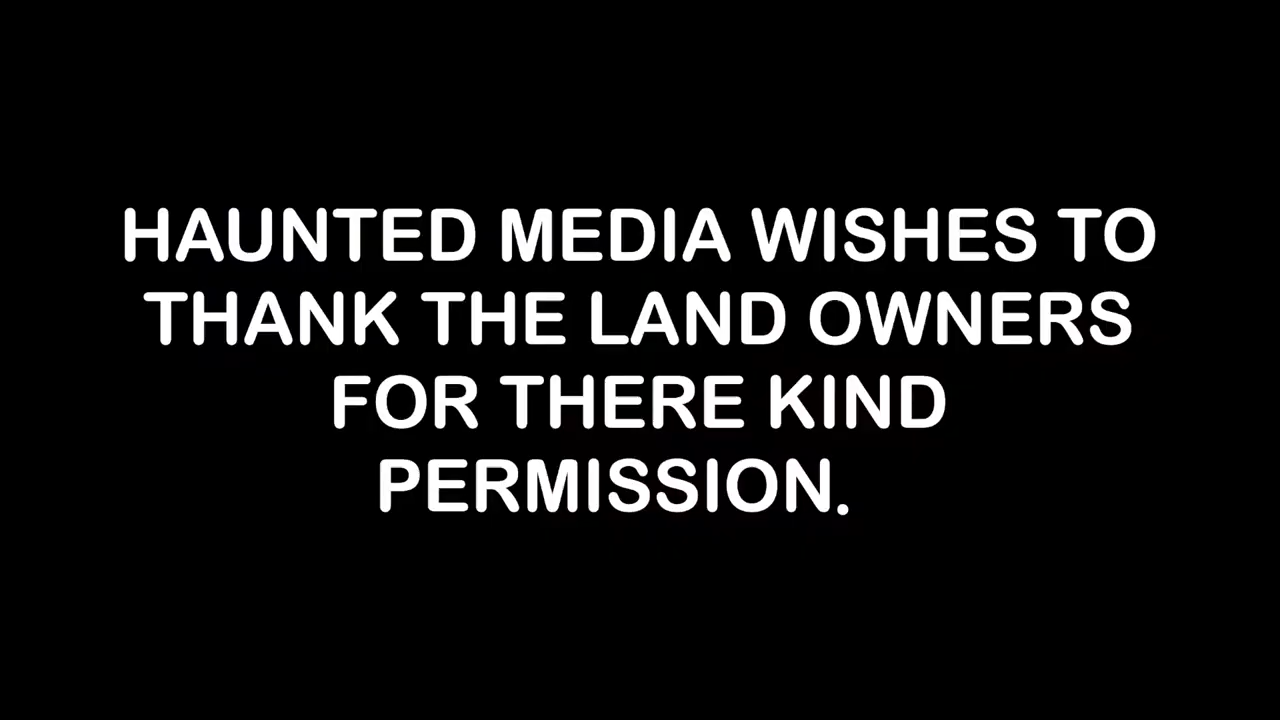 HAUNTED MEDIA WISHES TO
THANK THE LAND OWNERS
FOR THERE KIND
PERMISSION.